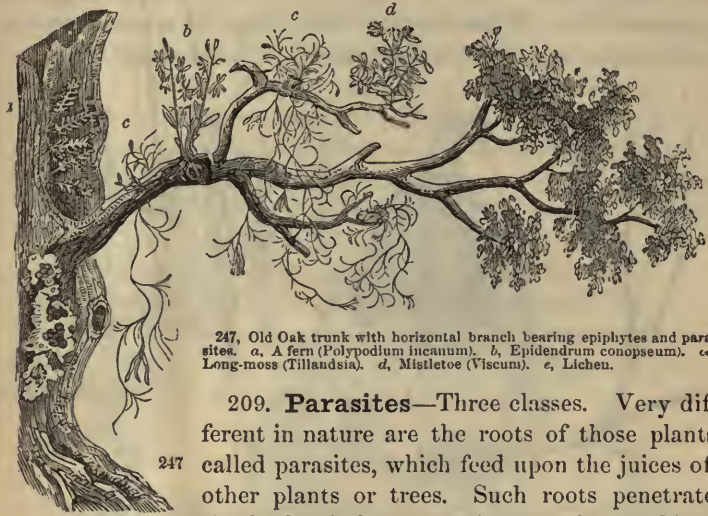 d
c
b
1
c
247, Old Oak trunk with horizontal branch bearing epiphytes and para
sites. a, A fern (Polypodium incanum). b, Epidendrum conopseum). c
Long-moss (Tillandsia). d, Mistletoe (Viscum). e, Lichen.
209. Parasites—Three classes. Very dif
ferent in nature are the roots of those plants
247 called parasites, which feed upon the juices of
other plants or trees. Such roots penetrate